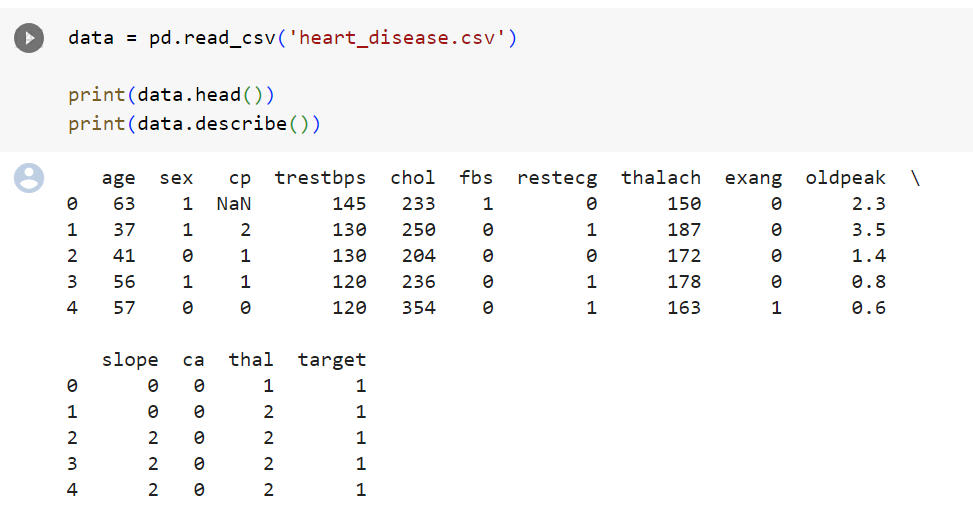 data = pd.read_csv('heart_disease.csv')
print(data.head())
print(data.describe())
age sex cp trestbps chol fbs restecg thalach exang oldpeak \
0 63 1 NaN 145 233 1 0 150 0 2.3
1 37 1 2 130 250 0 1 187 0 3.5
2 41 0 1 130 204 0 0 172 0 1.4
3 56 1 1 120 236 0 1 178 0 0.8
4 57 0 0 120 354 0 1 163 1 0.6
slope ca thal target
0 0 0 1 1
1 0 0 2 1
2 2 0 2 1
3 2 0 2 1
4 2 0 2 1